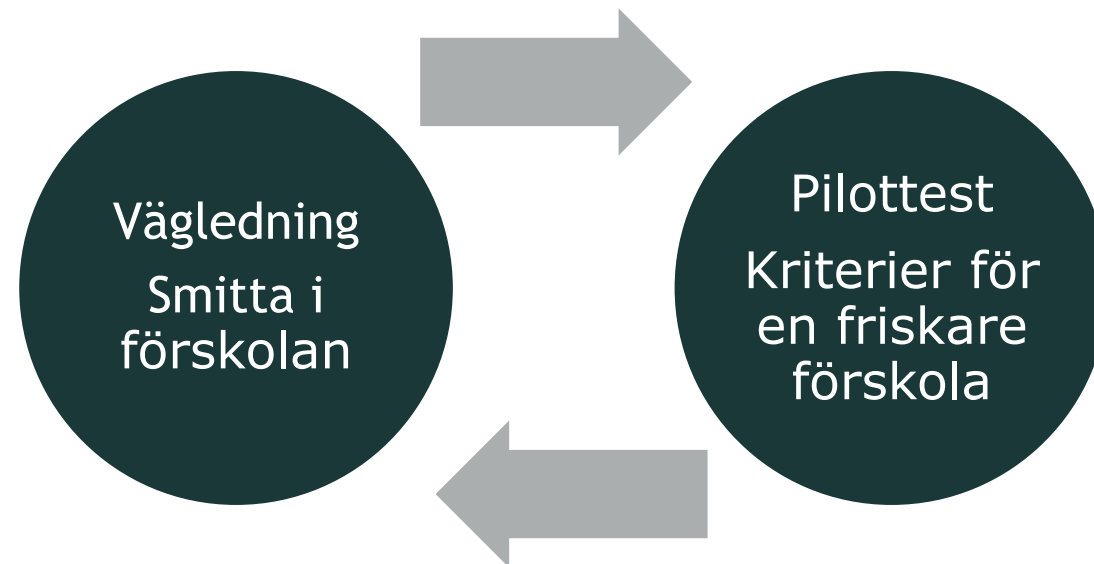 Vägledning
Smitta i
förskolan
Pilottest
Kriterier för
en friskare
förskola